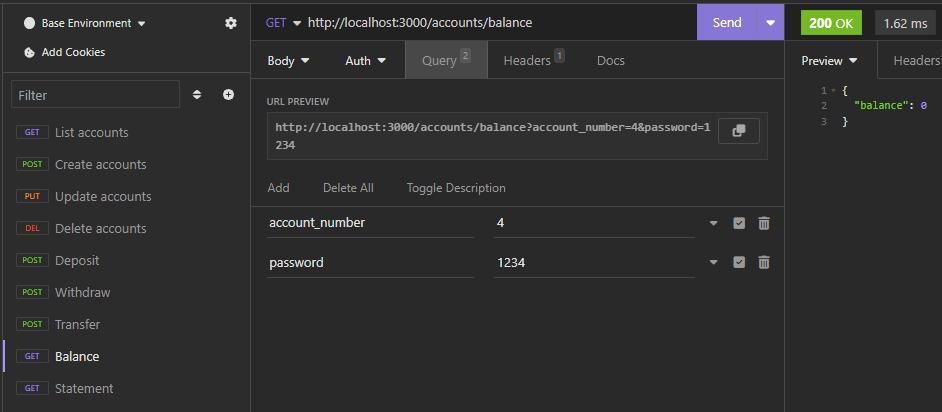 Base Environment
Add Cookies
Filter
GET List accounts
POST Create accounts
PUT Update accounts
DEL Delete accounts
POST Deposit
POST Withdraw
POST Transfer
GET Balance
GET Statement
GET http://localhost:3000/accounts/balance Send
Body Auth Query 2 Headers 1 Docs
URL PREVIEW
http://localhost:3000/accounts/balance?account_number=4&password=1
234
Add Delete All Toggle Description
account_number 4
password 1234
200 OK 1.62 ms
Preview Headers
1 {
2 "balance": 0
3 }